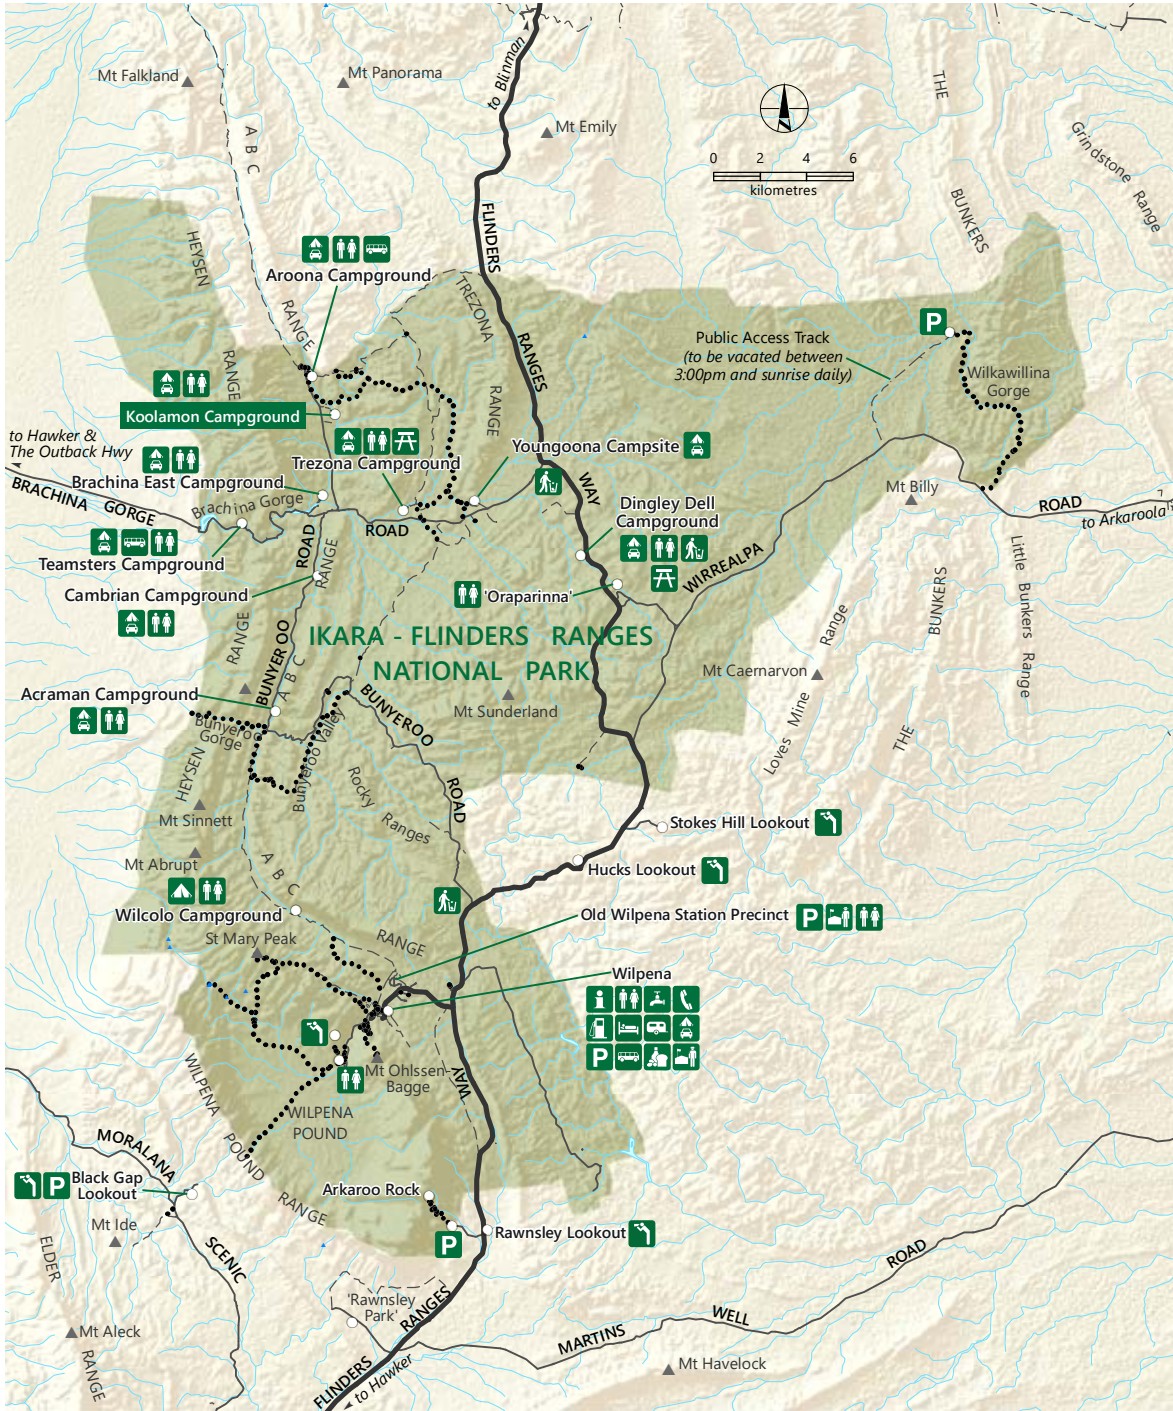 to Blinman
Mt Falkland
Mt Panorama
Mt Emily
THE
BUNKERS
Grindstone Range
0 2 4 6
kilometres
ABC
RANGE
HEYSEN
RANGE
FLINDERS
RANGES
WAY
TREZONA
RANGE
Aroona Campground
P
Public Access Track
(to be vacated between
3:00pm and sunrise daily)
Wilkawillina
Gorge
Koolamon Campground
to Hawker &
The Outback Hwy
BRACHINA GORGE
ROAD
Trezona Campground
Youngoona Campsite
Brachina East Campground
Brachina Gorge
Dingley Dell
Campground
Mt Billy
ROAD
to Arkaroola
WIRREALPA
Teamsters Campground
Cambrian Campground
ROAD
RANGE
'Oraparinna'
IKARA - FLINDERS RANGES
NATIONAL PARK
BUNYEROO
ABC
RANGE
Acraman Campground
Bunyeroo
Gorge
Bunyeroo Valley
BUNYEROO
ROAD
Mt Sunderland
Mt Caernarvon
Loves Mine Range
THE
BUNKERS
Little Bunkers Range
HEYSEN
Rocky
Ranges
Mt Sinnett
Mt Abrupt
Stokes Hill Lookout
Hucks Lookout
ABC
RANGE
Wilcolo Campground
St Mary Peak
Old Wilpena Station Precinct
P
Wilpena
i
P
Mt Ohlssen-
Bagge
WAY
WILPENA
POUND
WILPENA
POUND
RANGE
MORALANA
SCENIC
P
Black Gap
Lookout
Mt Ide
Arkaroo Rock
P
Rawnsley Lookout
ELDER
RANGE
Mt Aleck
'Rawnsley
Park'
FLINDERS
RANGES
to Hawker
MARTINS
WELL
ROAD
Mt Havelock